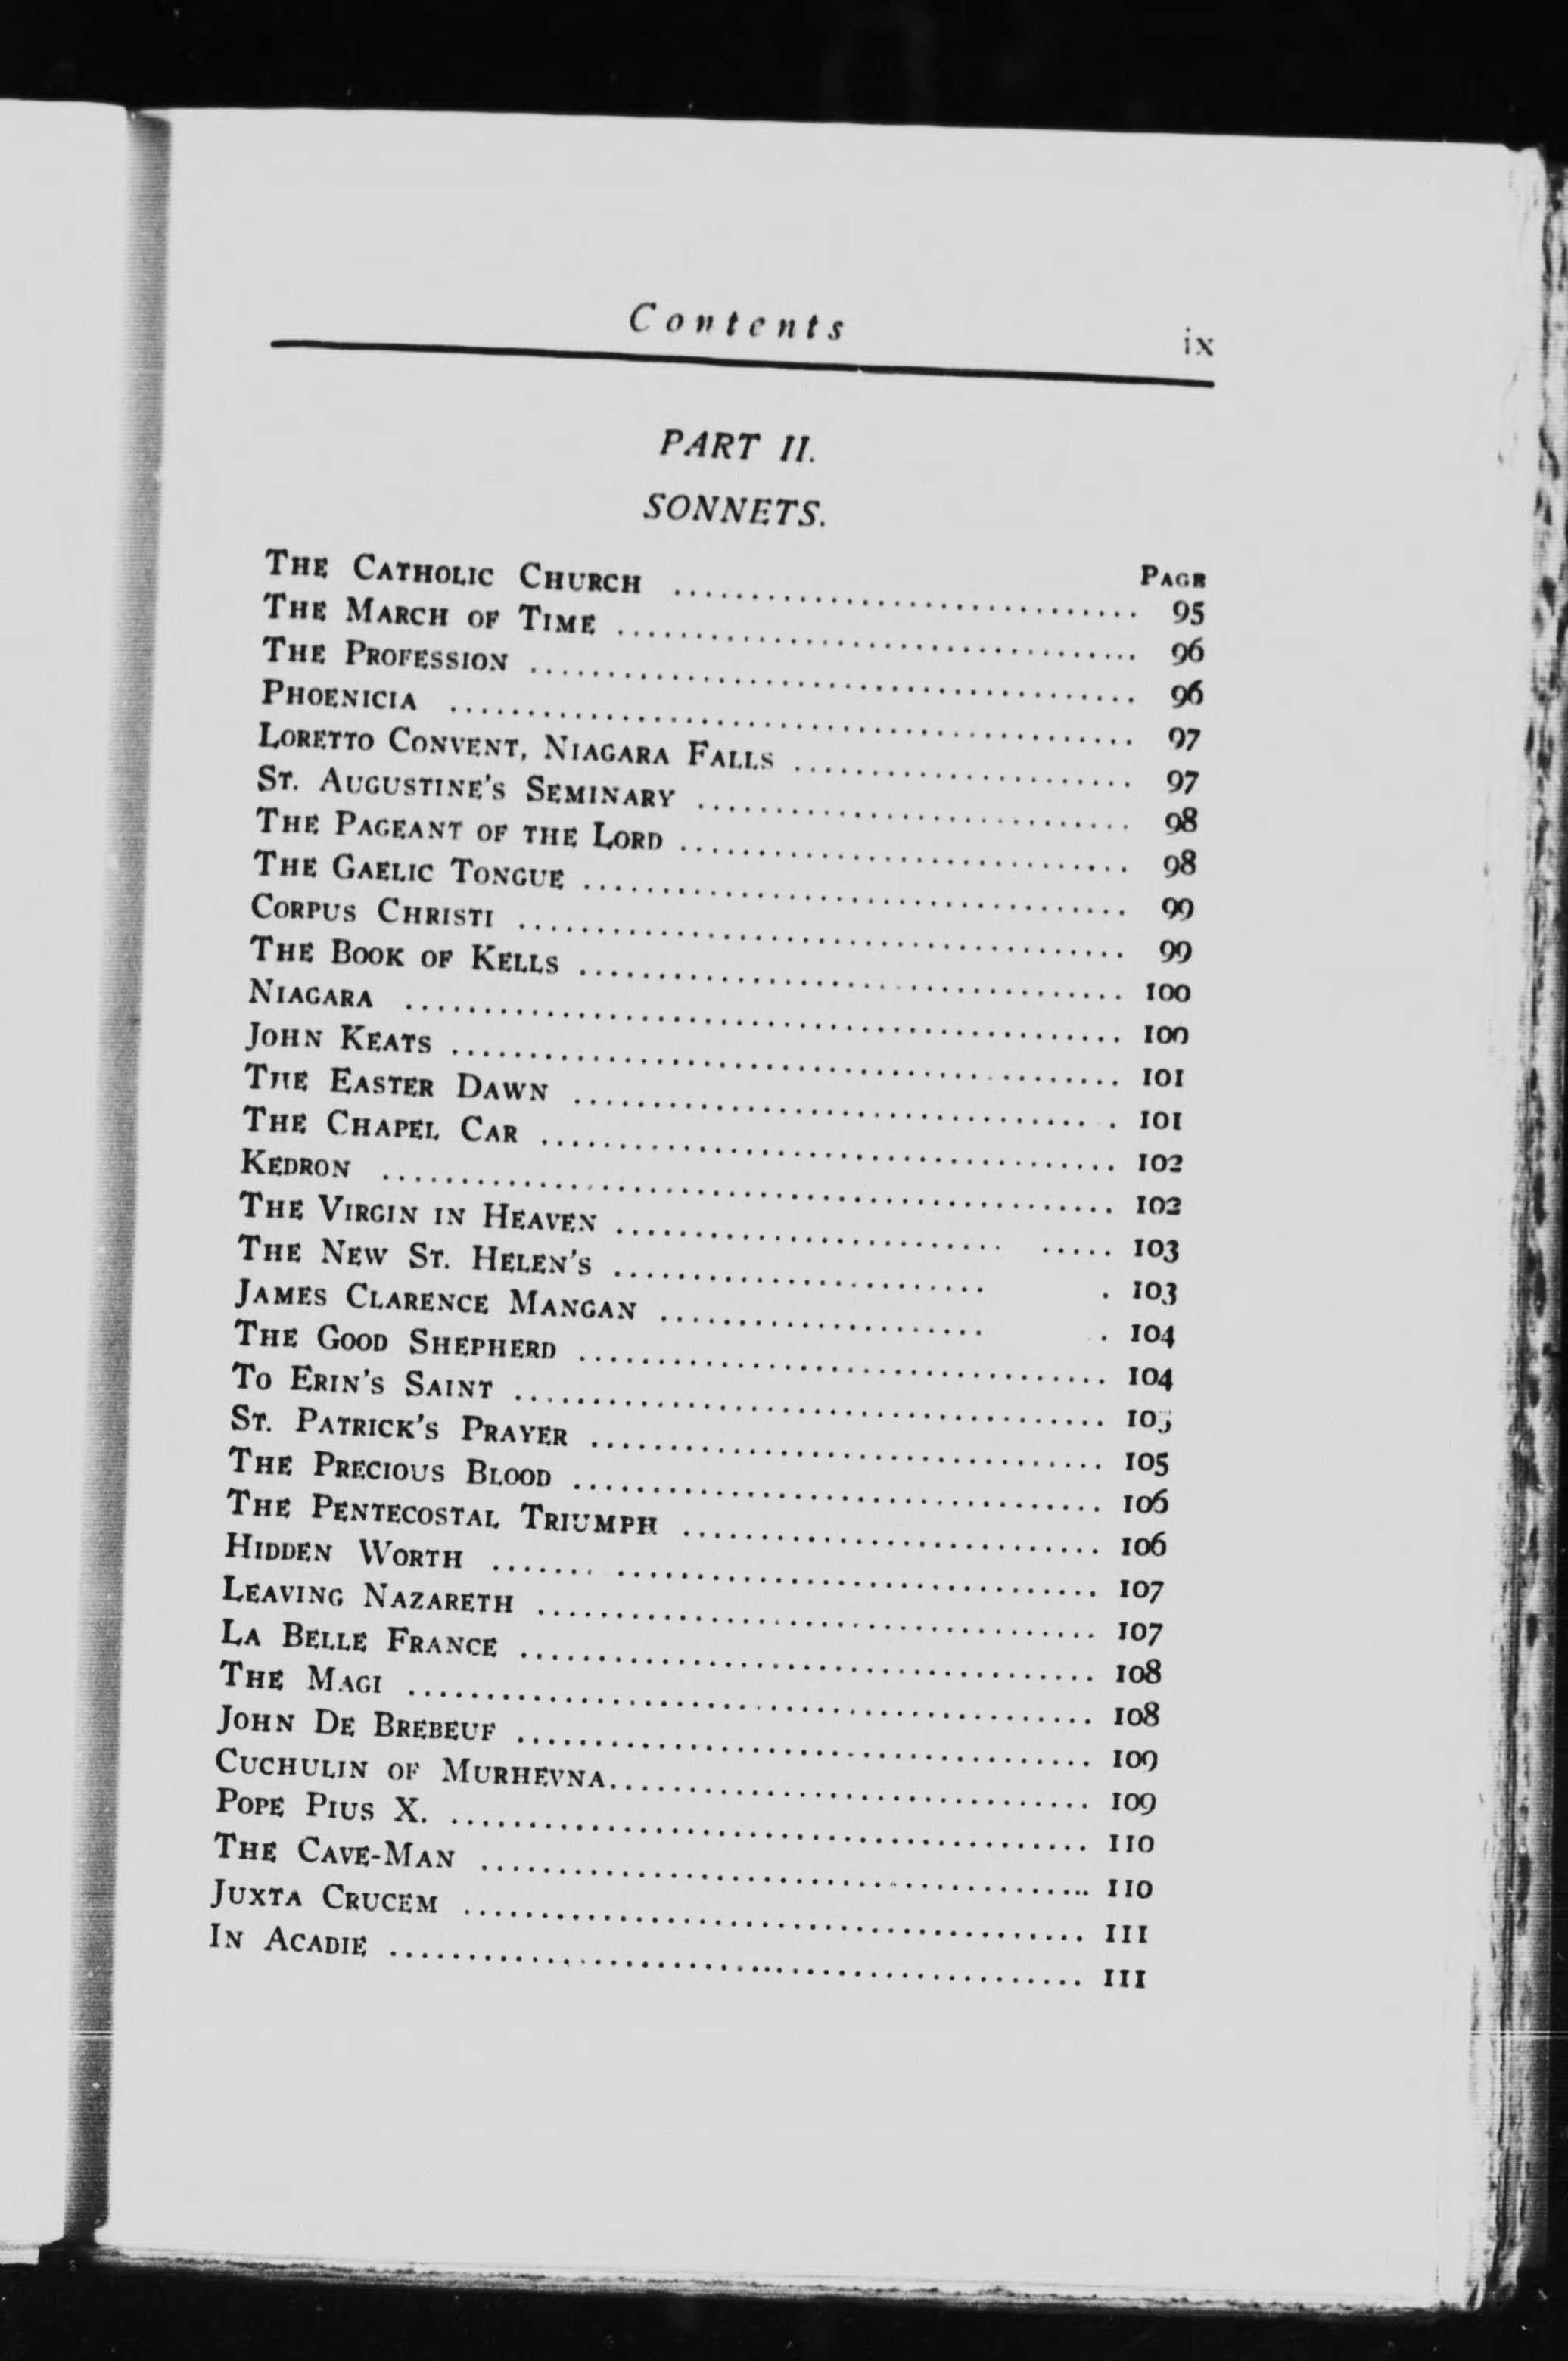 Contents ix
PART II.
SONNETS.
PAGE
THE CATHOLIC CHURCH .............................. 95
THE MARCH OF TIME .............................. 96
THE PROFESSION .............................. 96
PHOENICIA .............................. 97
LORETTO CONVENT, NIAGARA FALLS .............................. 97
ST. AUGUSTINE'S SEMINARY .............................. 98
THE PAGEANT OF THE LORD .............................. 98
THE GAELIC TONGUE .............................. 99
CORPUS CHRISTI .............................. 99
THE BOOK OF KELLS .............................. 100
NIAGARA .............................. 100
JOHN KEATS .............................. 101
THE EASTER DAWN .............................. 101
THE CHAPEL CAR .............................. 102
KEDRON .............................. 102
THE VIRGIN IN HEAVEN .............................. 103
THE NEW ST. HELEN'S .............................. 103
JAMES CLARENCE MANGAN .............................. 104
THE GOOD SHEPHERD .............................. 104
TO ERIN'S SAINT .............................. 105
ST. PATRICK'S PRAYER .............................. 105
THE PRECIOUS BLOOD .............................. 106
THE PENTECOSTAL TRIUMPH .............................. 106
HIDDEN WORTH .............................. 107
LEAVING NAZARETH .............................. 107
LA BELLE FRANCE .............................. 108
THE MAGI .............................. 108
JOHN DE BREBEUF .............................. 109
CUCHULIN OF MURHEVNA .............................. 109
POPE PIUS X. .............................. 110
THE CAVE-MAN .............................. 110
JUXTA CRUCEM .............................. 111
IN ACADIE .............................. 111